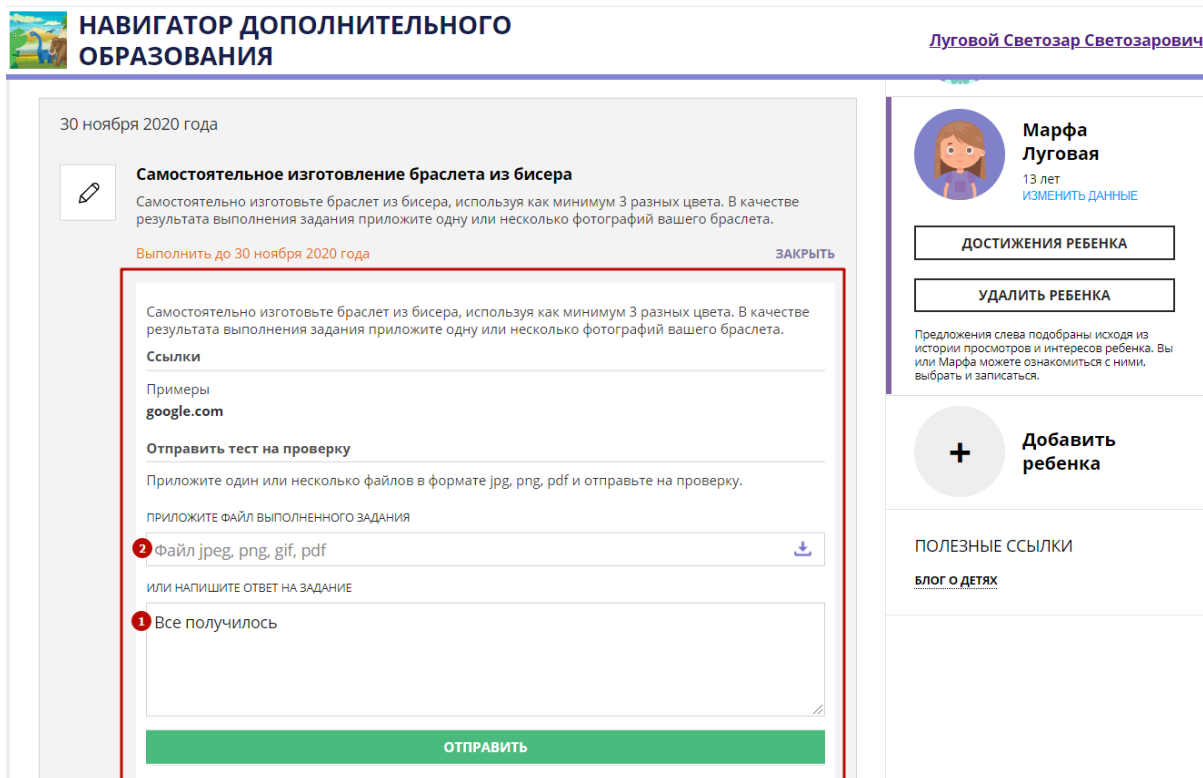 НАВИГАТОР ДОПОЛНИТЕЛЬНОГО
ОБРАЗОВАНИЯ
Луговой Светозар Светозарович
30 ноября 2020 года
Самостоятельное изготовление браслета из бисера
Самостоятельно изготовьте браслет из бисера, используя как минимум 3 разных цвета. В качестве
результата выполнения задания приложите одну или несколько фотографий вашего браслета.
Выполнить до 30 ноября 2020 года
ЗАКРЫТЬ
Самостоятельно изготовьте браслет из бисера, используя как минимум 3 разных цвета. В качестве
результата выполнения задания приложите одну или несколько фотографий вашего браслета.
Ссылки
Примеры
google.com
Отправить тест на проверку
Приложите один или несколько файлов в формате jpg, png, pdf и отправьте на проверку.
ПРИЛОЖИТЕ ФАЙЛ ВЫПОЛНЕННОГО ЗАДАНИЯ
2 Файл jpeg, png, gif, pdf
ИЛИ НАПИШИТЕ ОТВЕТ НА ЗАДАНИЕ
1 Все получилось
ОТПРАВИТЬ
Марфа
Луговая
13 лет
ИЗМЕНИТЬ ДАННЫЕ
ДОСТИЖЕНИЯ РЕБЕНКА
УДАЛИТЬ РЕБЕНКА
Предложения слева подобраны исходя из
истории просмотров и интересов ребенка. Вы
или Марфа можете ознакомиться с ними,
выбрать и записаться.
+
Добавить
ребенка
ПОЛЕЗНЫЕ ССЫЛКИ
БЛОГ О ДЕТЯХ